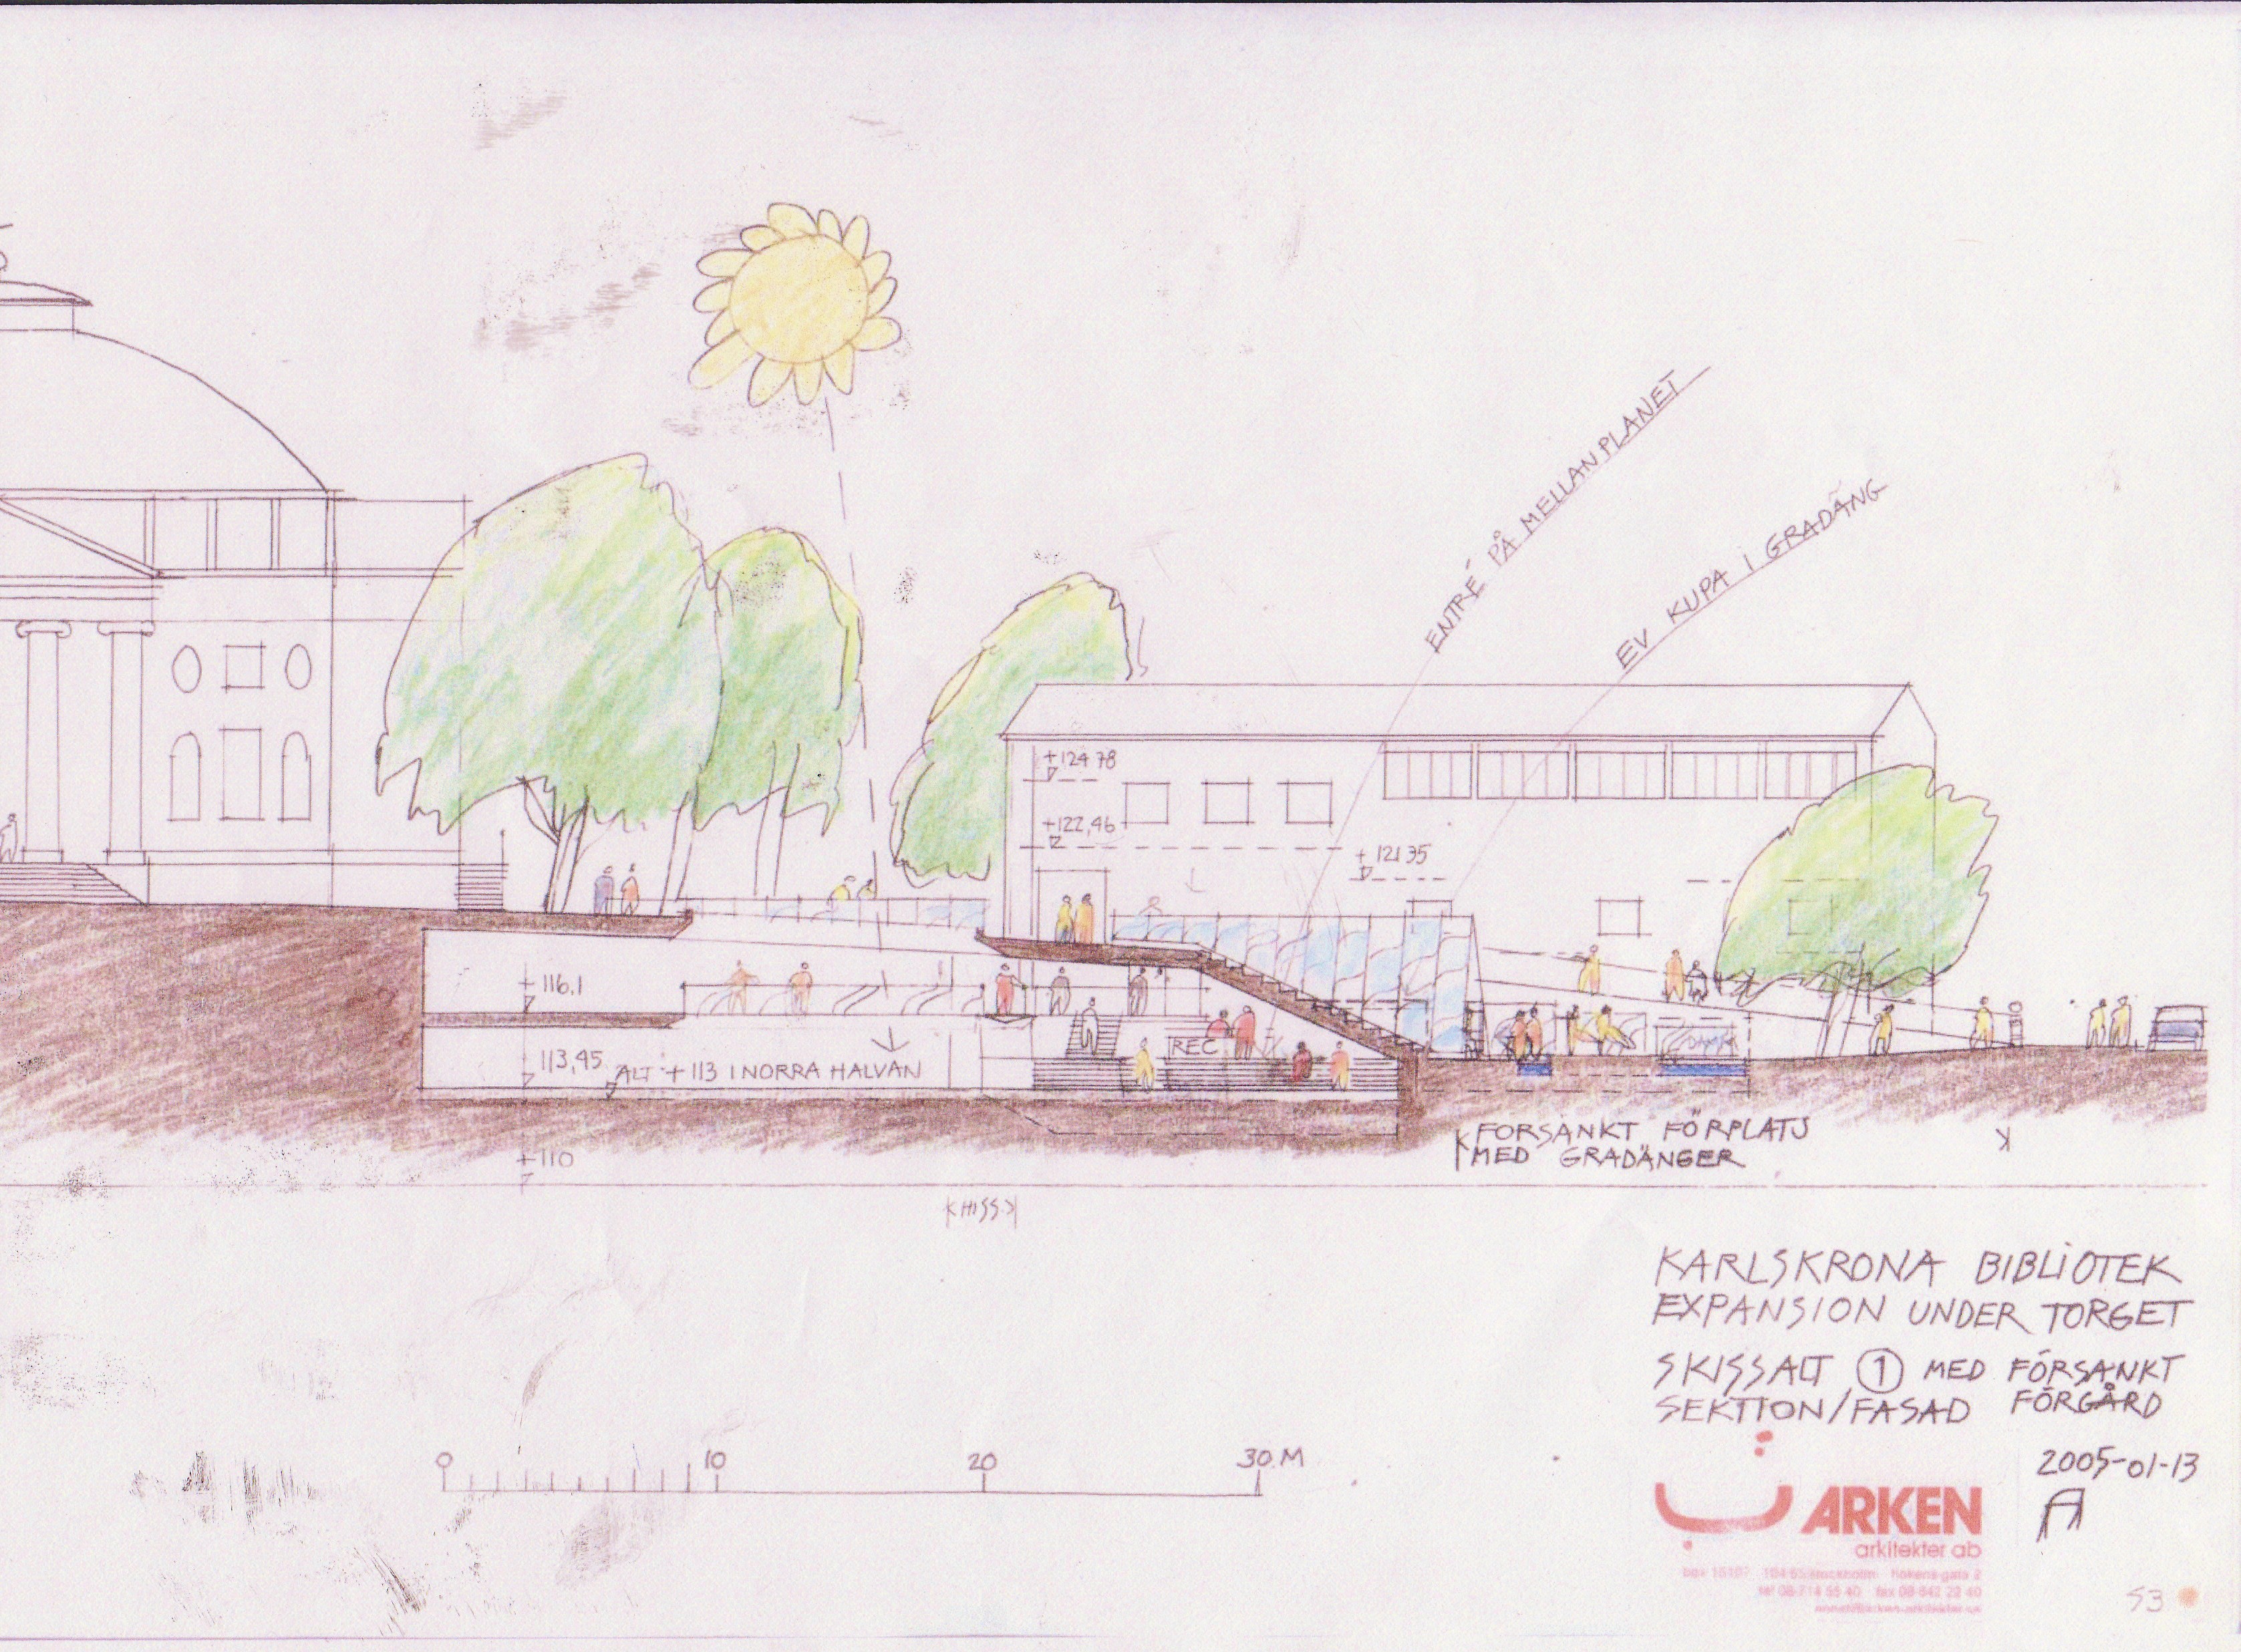 ENTRÉ PÅ MELLANPLANET
EV KUPA I GRADÄNG
+124 78
+122,46
+ 121 35
+ 116.1
+ 113,45
ALT + 113 I NORRA HALVAN
REC
+110
HISS
FORSÄNKT FÖRPLATS
MED GRADÄNGER
KARLSKRONA BIBLIOTEK
EXPANSION UNDER TORGET
SKISSALT 1 MED FÖRSÄNKT
SEKTION/FASAD FÖRGÅRD
0 10 20 30 M
2005-01-13
ARKEN
arkitekter ab
S3